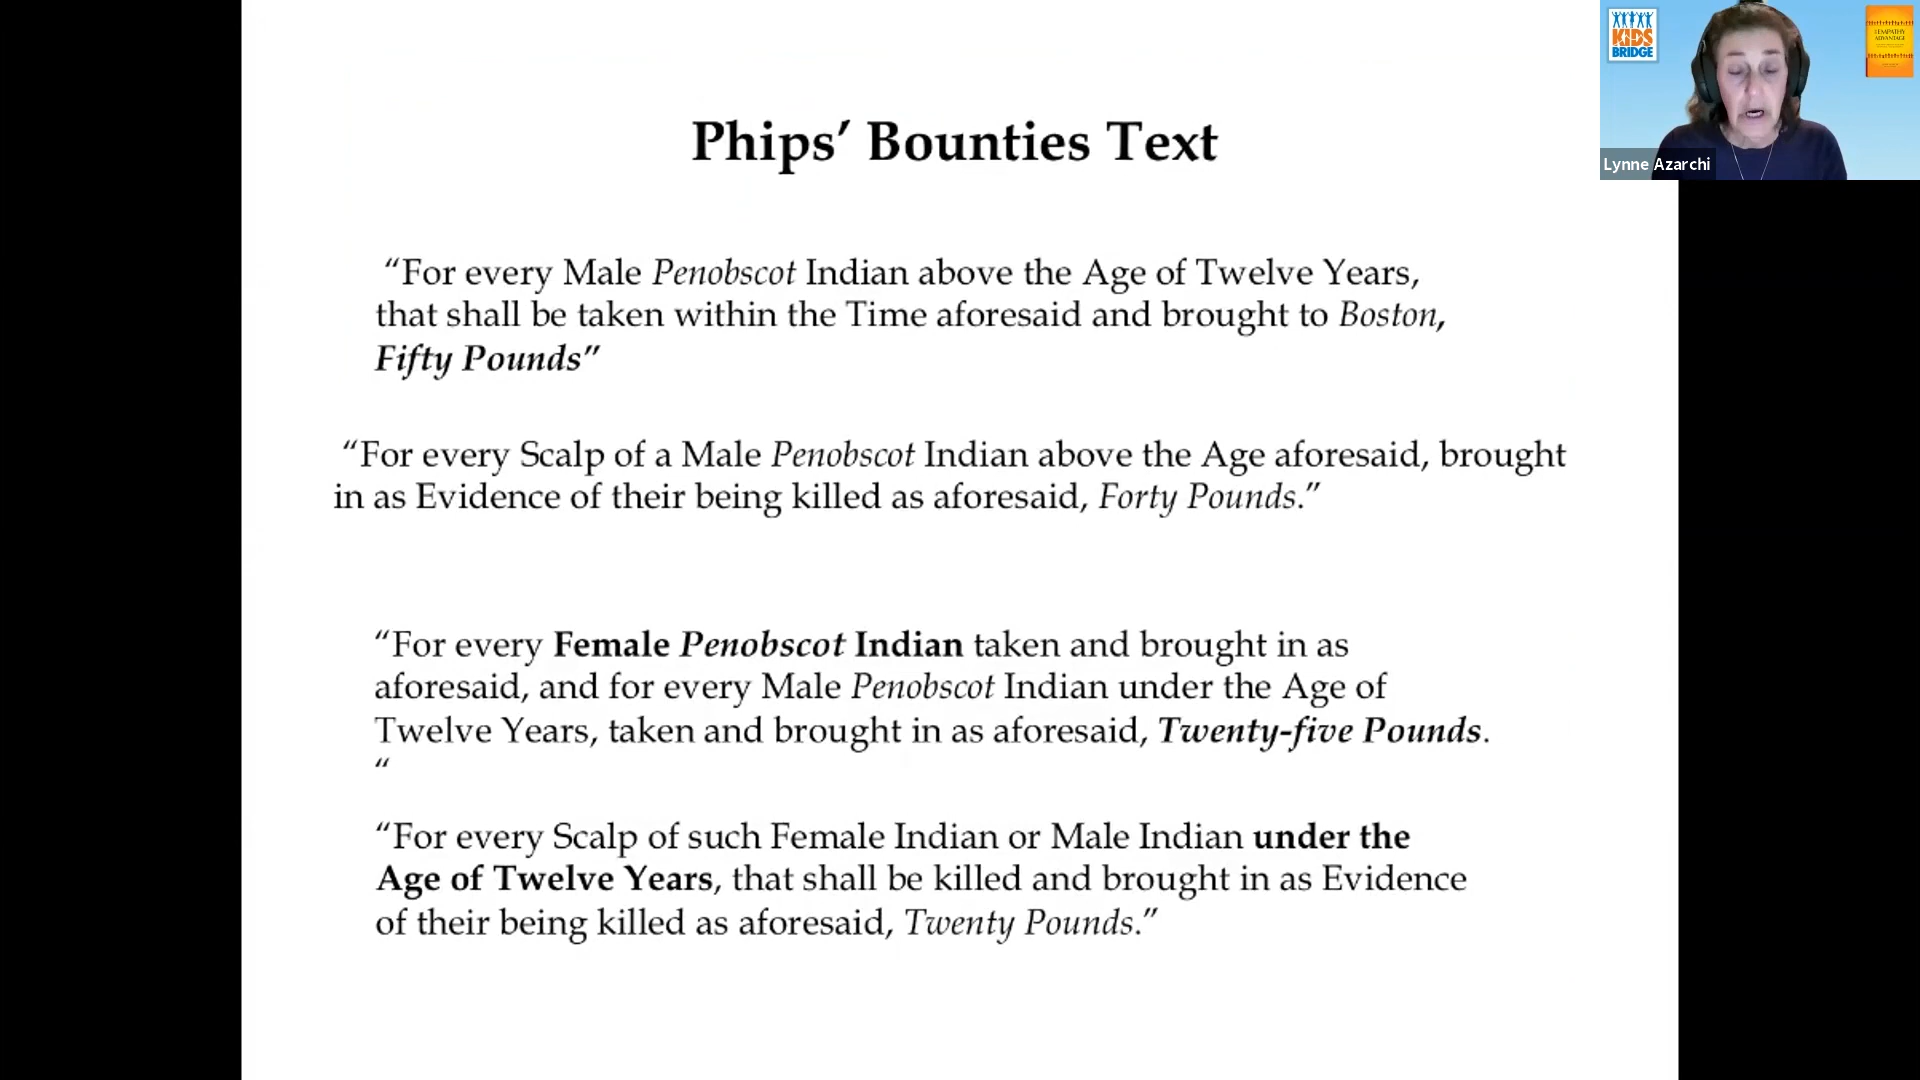 Phips’ Bounties Text
“For every Male Penobscot Indian above the Age of Twelve Years,
that shall be taken within the Time aforesaid and brought to Boston,
Fifty Pounds”
“For every Scalp of a Male Penobscot Indian above the Age aforesaid, brought
in as Evidence of their being killed as aforesaid, Forty Pounds.”
“For every Female Penobscot Indian taken and brought in as
aforesaid, and for every Male Penobscot Indian under the Age of
Twelve Years, taken and brought in as aforesaid, Twenty-five Pounds.
“
“For every Scalp of such Female Indian or Male Indian under the
Age of Twelve Years, that shall be killed and brought in as Evidence
of their being killed as aforesaid, Twenty Pounds.”
KIDS
BRIDGE
EMPATHY
ADVANTAGE
Lynne Azarchi